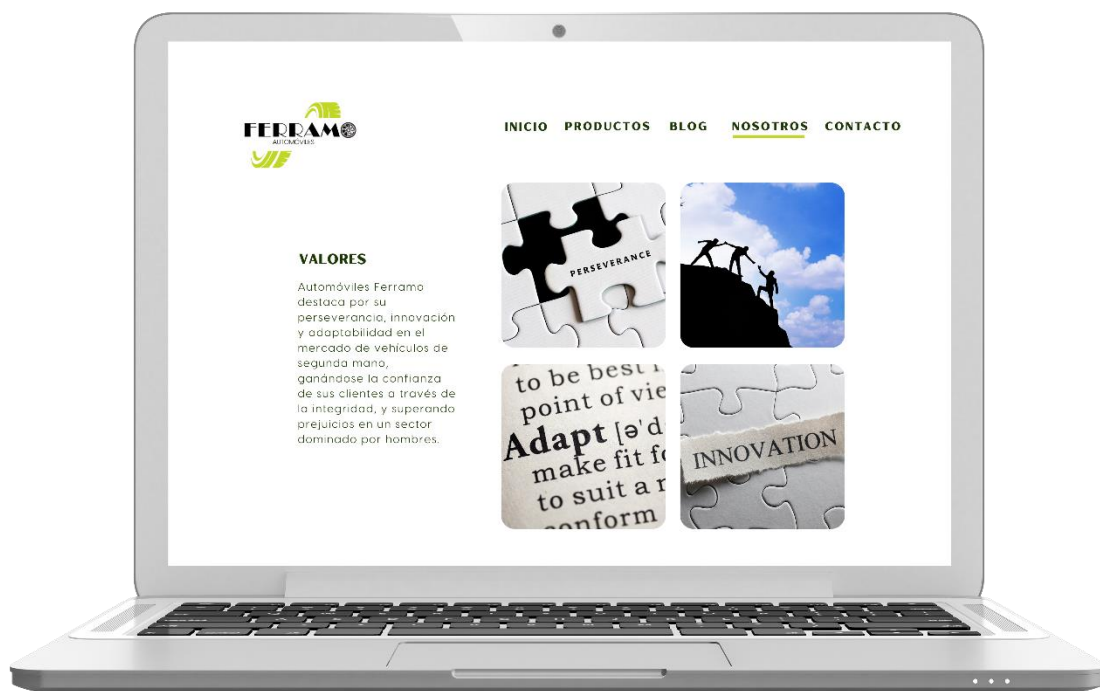 FERRAMO
AUTOMÓVILES
INICIO PRODUCTOS BLOG NOSOTROS CONTACTO
VALORES
Automóviles Ferramo
destaca por su
perseverancia, innovación
y adaptabilidad en el
mercado de vehículos de
segunda mano,
ganándose la confianza
de sus clientes a través de
la integridad, y superando
prejuicios en un sector
dominado por hombres.
PERSEVERANCE
to be best
point of vie
Adapt [ə'd
make fit fo
to suit a
conform
INNOVATION